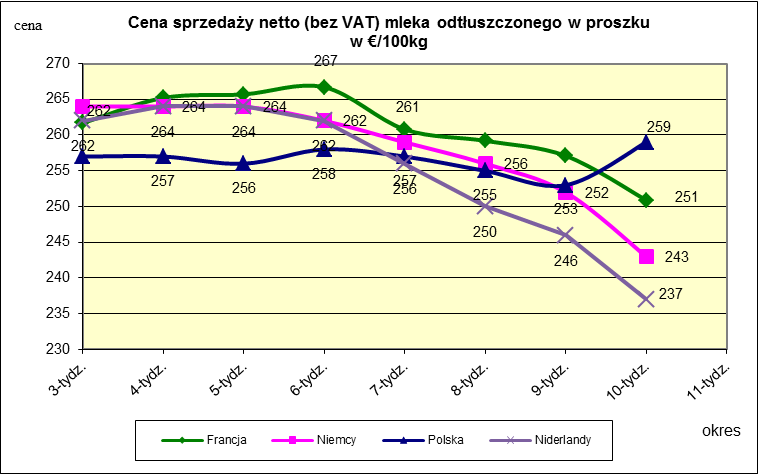 Cena sprzedaży netto (bez VAT) mleka odtłuszczonego w proszku
w €/100kg
cena
270
265
260
255
250
245
240
235
230
267
262
264
264
262
261
264
264
262
262
257
256
258
257
256
256
255
250
252
253
246
259
251
243
237
3-tydz.
4-tydz.
5-tydz.
6-tydz.
7-tydz.
8-tydz.
9-tydz.
10-tydz.
11-tydz.
okres
Francja
Niemcy
Polska
Niderlandy